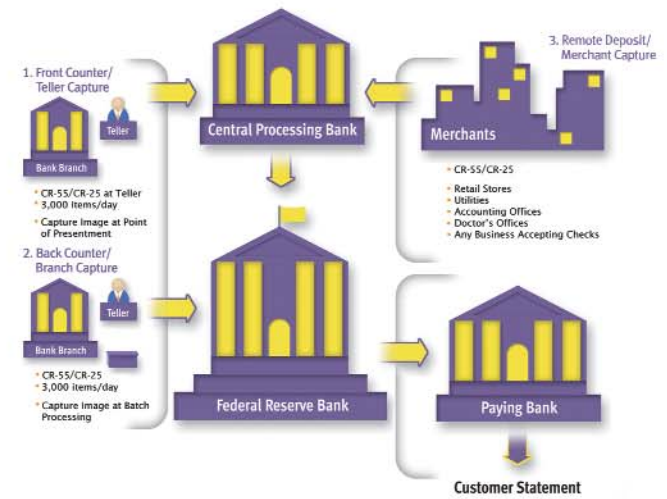 1. Front Counter/
Teller Capture
Teller
Bank Branch
• CR-55/CR-25 at Teller
• 3,000 Items/day
• Capture Image at Point
of Presentment
2. Back Counter/
Branch Capture
Teller
Bank Branch
• CR-55/CR-25
• 3,000 items/day
• Capture Image at Batch
Processing
Central Processing Bank
Federal Reserve Bank
3. Remote Deposit/
Merchant Capture
Merchants
• CR-55/CR-25
• Retail Stores
• Utilities
• Accounting Offices
• Doctor's Offices
• Any Business Accepting Checks
Paying Bank
Customer Statement